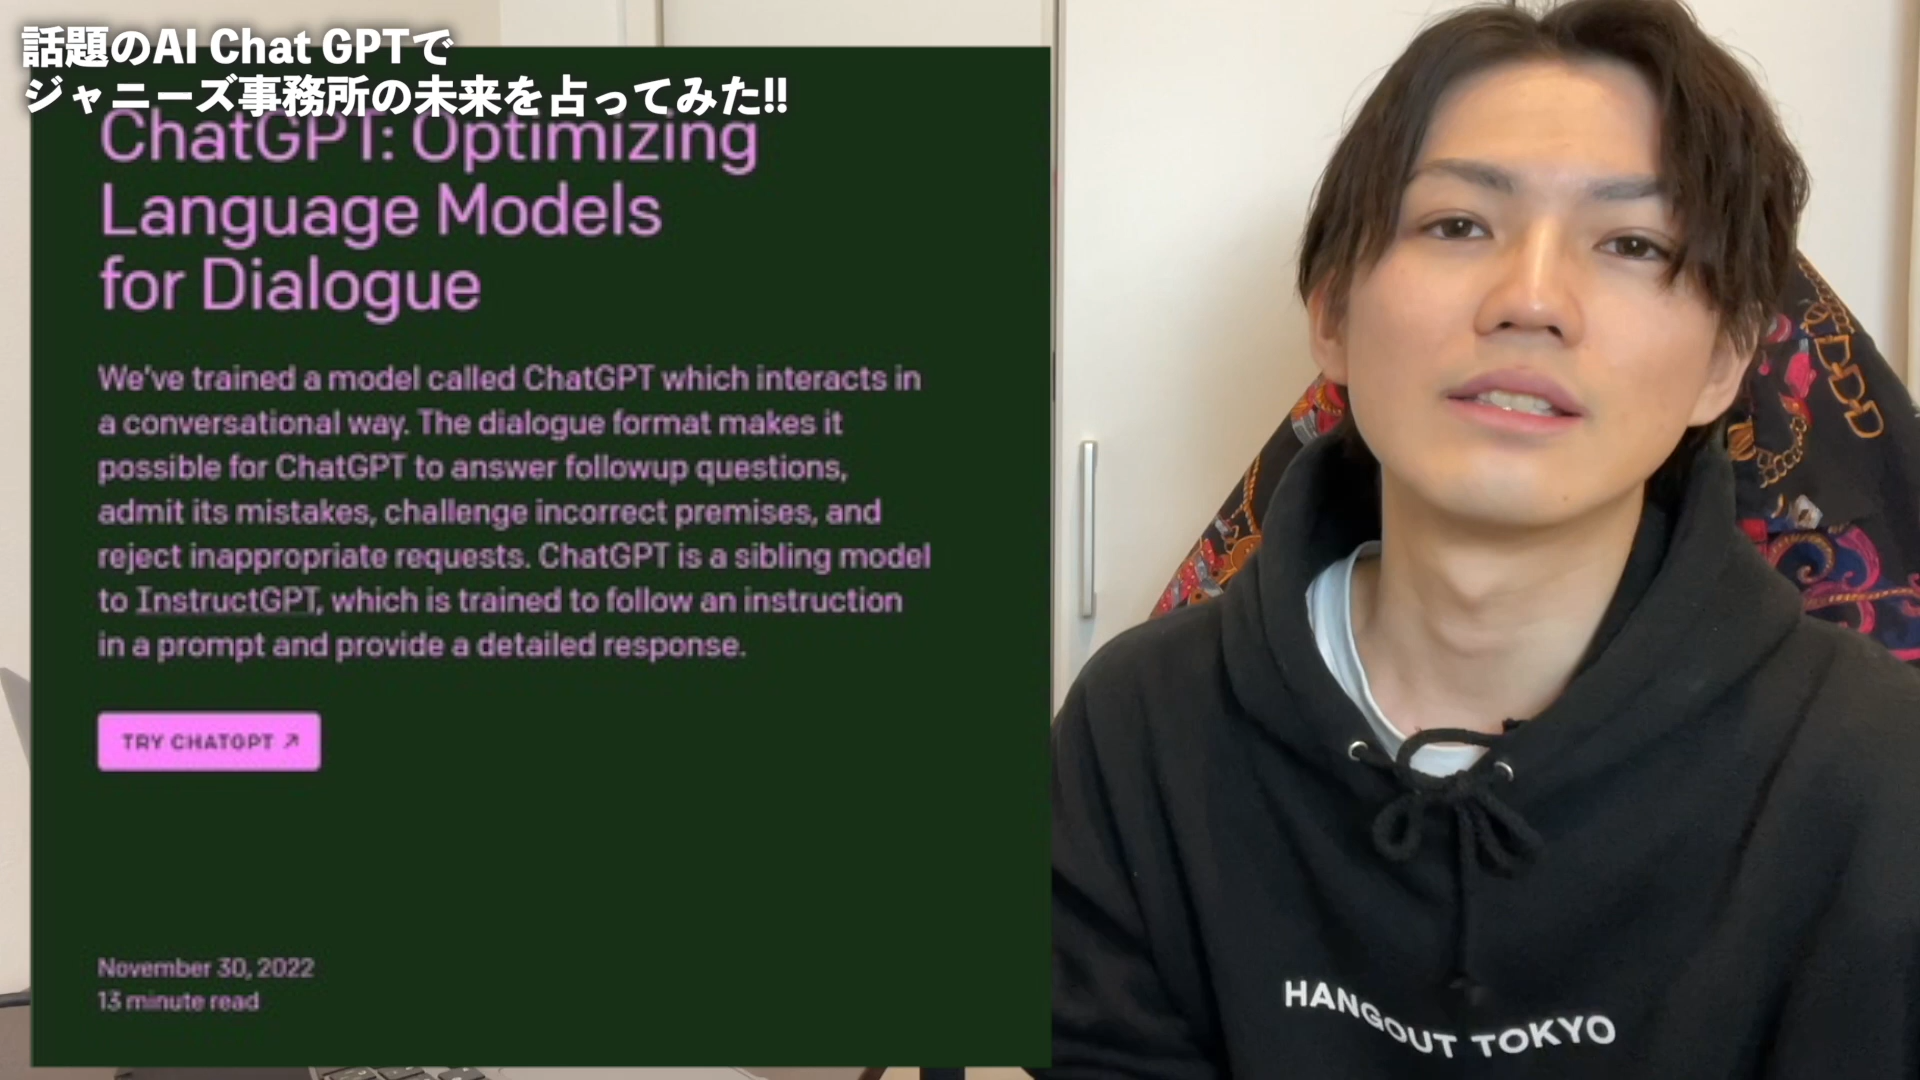 話題のAI Chat GPTで
ジャニーズ事務所の未来を占ってみた!!
ChatGPT: Optimizing
Language Models
for Dialogue
We've trained a model called ChatGPT which interacts in
a conversational way. The dialogue format makes it
possible for ChatGPT to answer followup questions,
admit its mistakes, challenge incorrect premises, and
reject inappropriate requests. ChatGPT is a sibling model
to InstructGPT, which is trained to follow an instruction
in a prompt and provide a detailed response.
TRY CHATGPT ↗
November 30, 2022
13 minute read
HANGOUT TOKYO